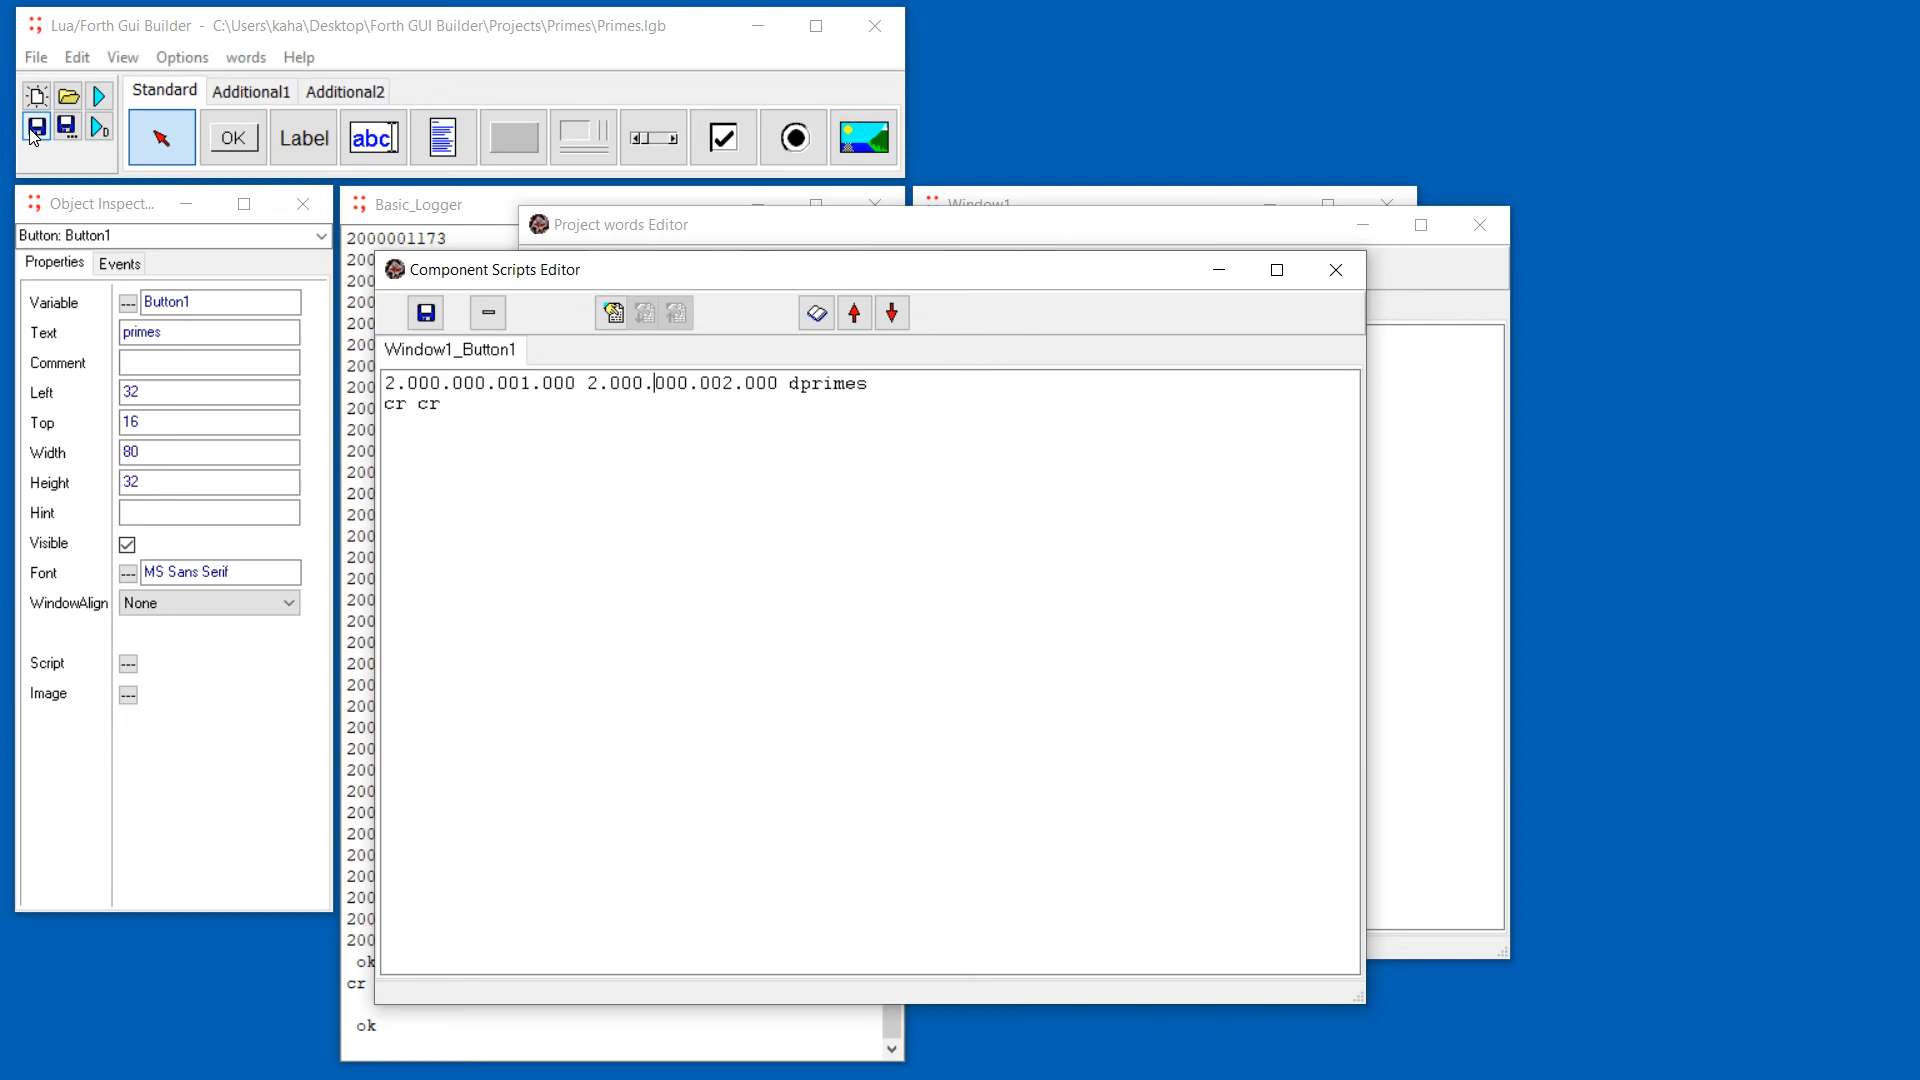 Lua/Forth Gui Builder - C:\Users\kaha\Desktop\Forth GUI Builder\Projects\Primes\Primes.lgb
File Edit View Options words Help
Standard Additional1 Additional2
OK Label abc
Object Inspect...
Button: Button1
Properties Events
Variable --- Button1
Text primes
Comment
Left 32
Top 16
Width 80
Height 32
Hint
Visible
Font --- MS Sans Serif
WindowAlign None
Script ---
Image ---
Basic_Logger
2000001173
ok
cr
ok
Window1
Project words Editor
Component Scripts Editor
Window1_Button1
2.000.000.001.000 2.000.000.002.000 dprimes
cr cr